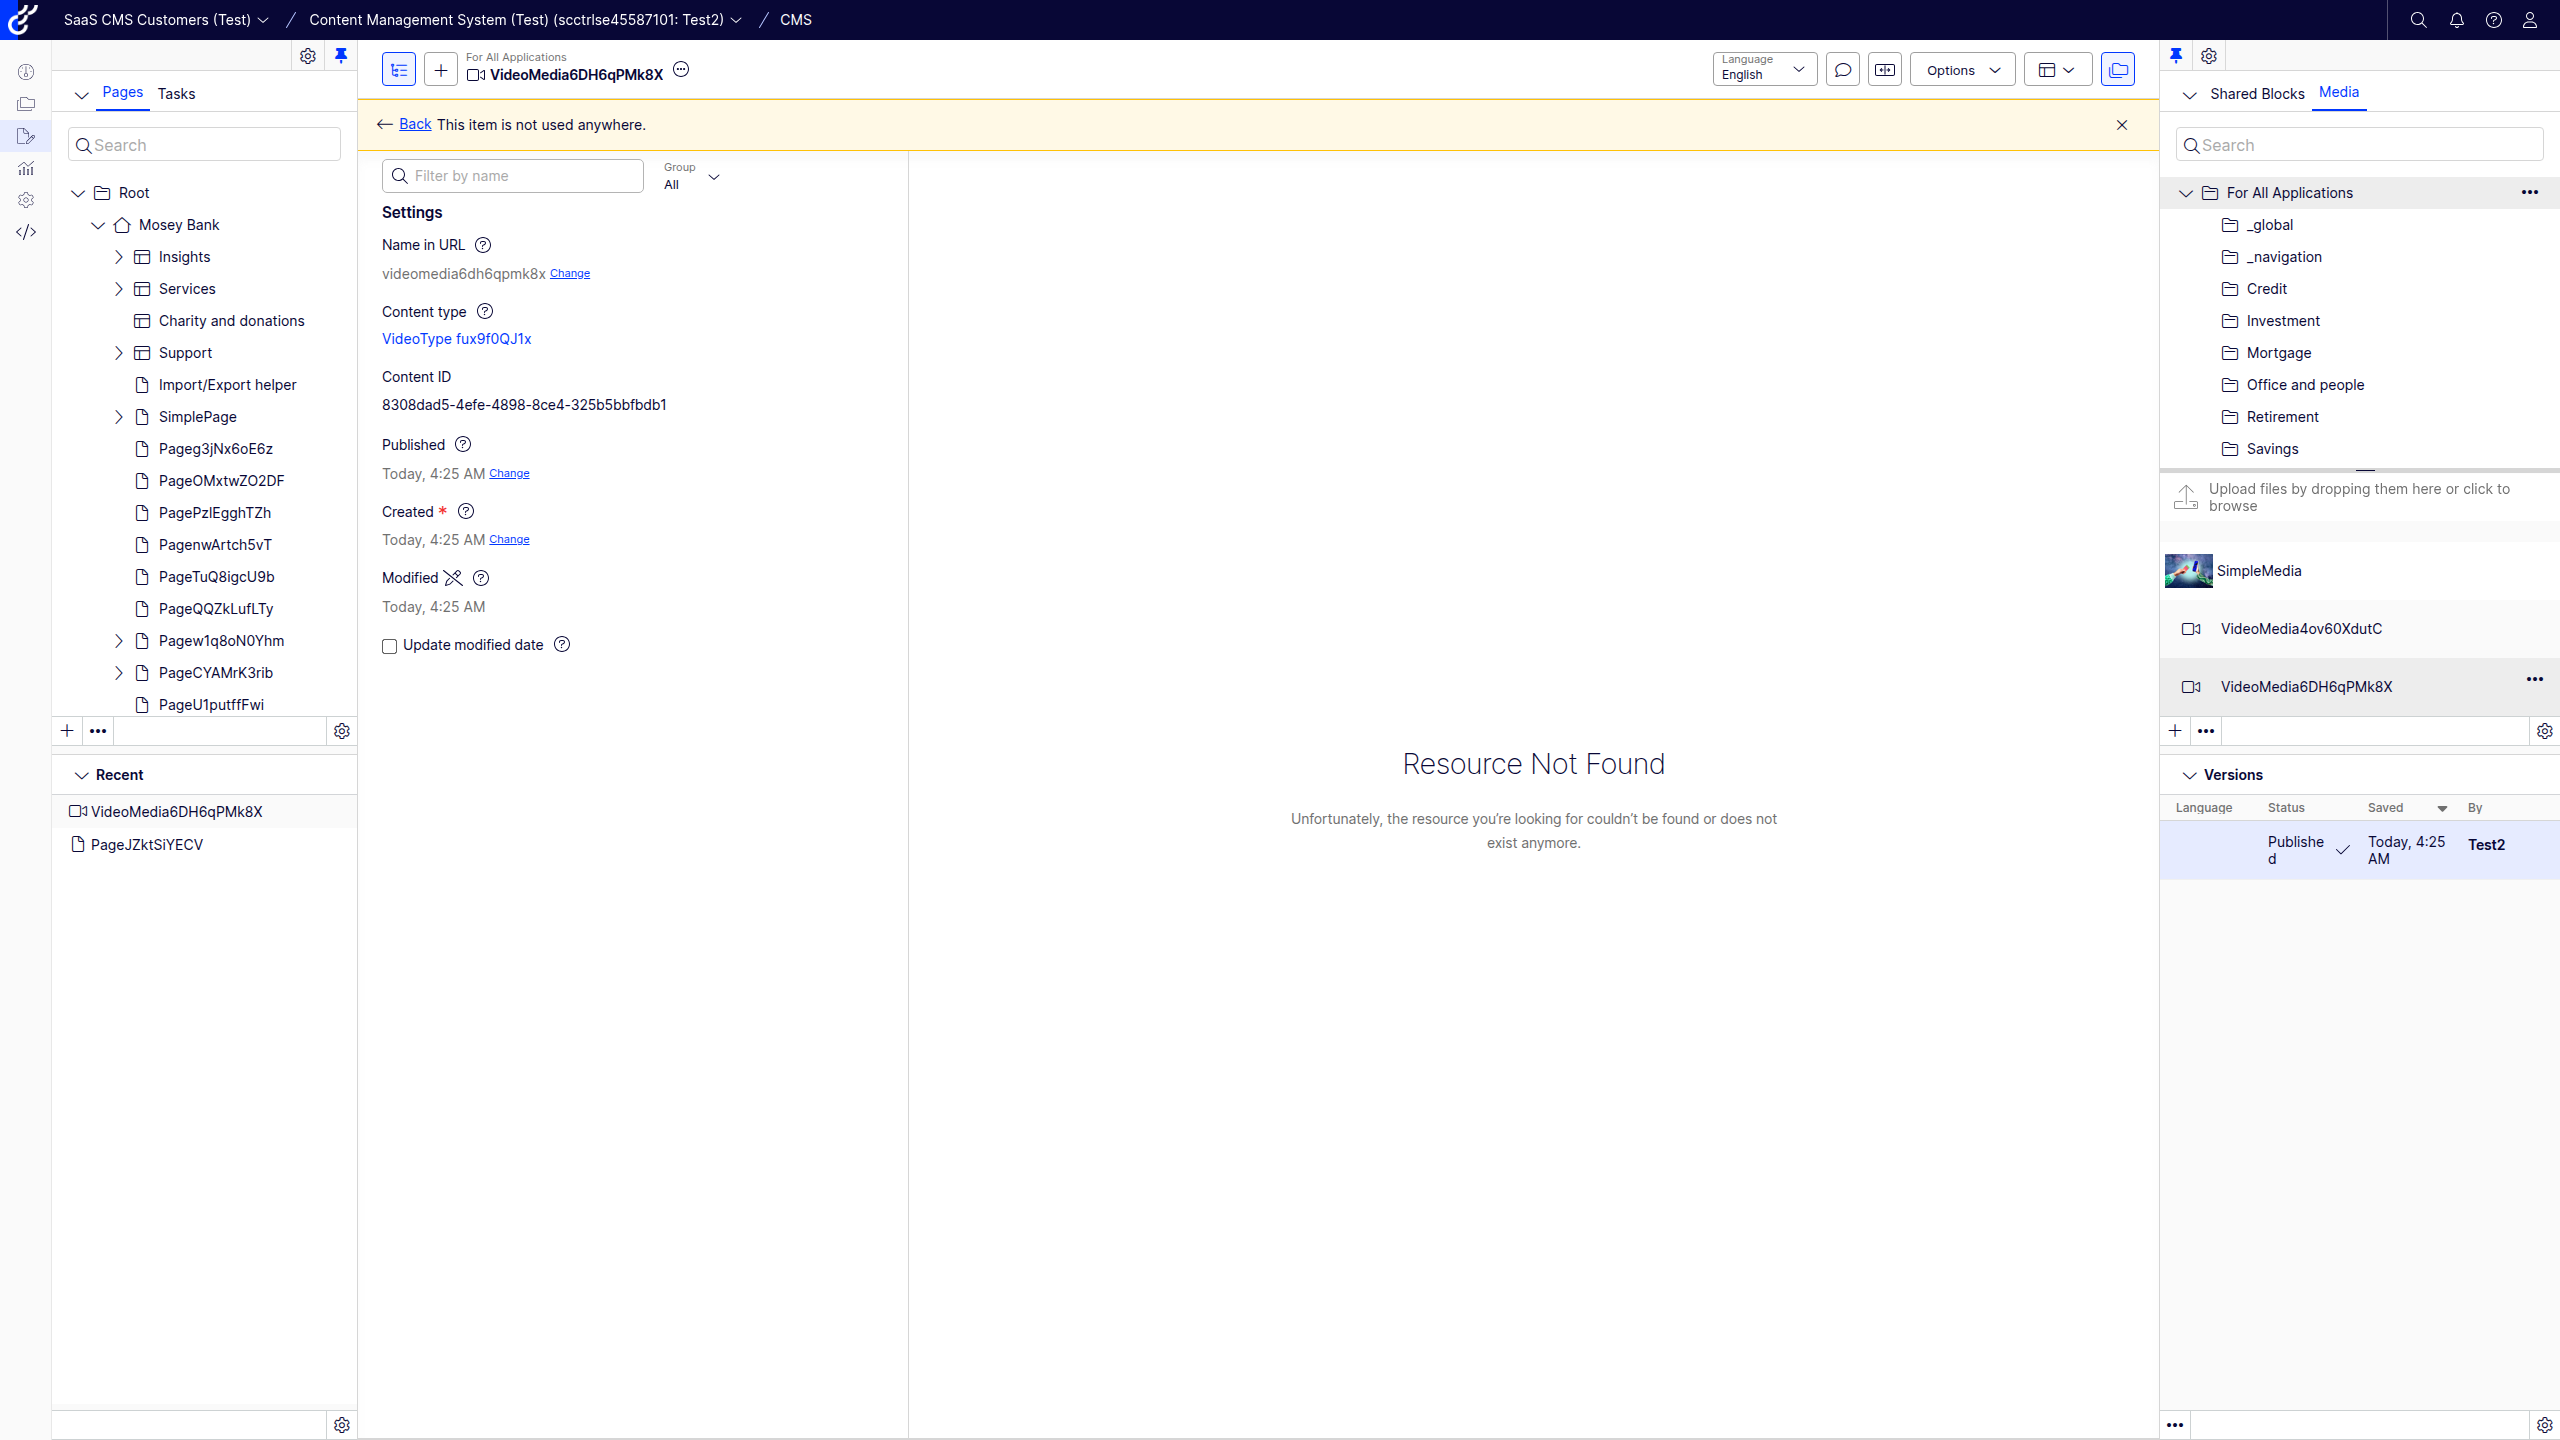 SaaS CMS Customers (Test)
Content Management System (Test) (scctrlse45587101: Test2)
CMS
Pages
Tasks
Search
Root
Mosey Bank
Insights
Services
Charity and donations
Support
Import/Export helper
SimplePage
Pageg3jNx6oE6z
PageOMxtwZO2DF
PagePzIEgghTZh
PagenwArtch5vT
PageTuQ8igcU9b
PageQQZkLufLTy
Pagew1q8oN0Yhm
PageCYAMrK3rib
PageU1putffFwi
Recent
VideoMedia6DH6qPMk8X
PageJZktSiYECV
For All Applications
VideoMedia6DH6qPMk8X
Language
English
Options
Back This item is not used anywhere.
Filter by name
Group
All
Settings
Name in URL
videomedia6dh6qpmk8x Change
Content type
VideoType fux9f0QJ1x
Content ID
8308dad5-4efe-4898-8ce4-325b5bbfbdb1
Published
Today, 4:25 AM Change
Created *
Today, 4:25 AM Change
Modified
Today, 4:25 AM
Update modified date
Resource Not Found
Unfortunately, the resource you’re looking for couldn’t be found or does not
exist anymore.
Shared Blocks
Media
Search
For All Applications
_global
_navigation
Credit
Investment
Mortgage
Office and people
Retirement
Savings
Upload files by dropping them here or click to
browse
SimpleMedia
VideoMedia4ov60XdutC
VideoMedia6DH6qPMk8X
Versions
Language Status Saved By
Publishe
d
Today, 4:25
AM
Test2